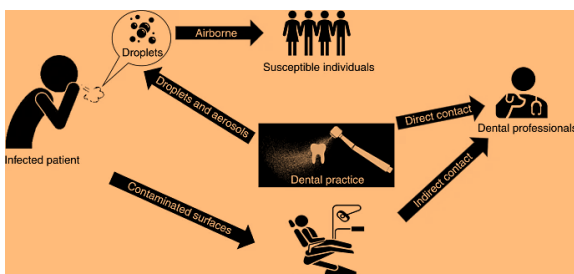 Droplets
Airborne
Susceptible individuals
Infected patient
Droplets and aerosols
Dental practice
Direct contact
Dental professionals
Indirect contact
Contaminated surfaces